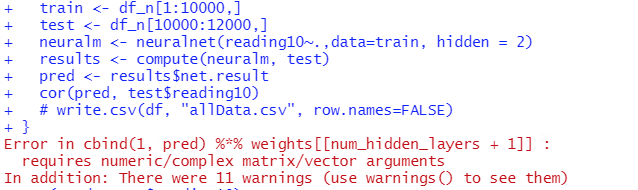 +   train <- df_n[1:10000,]
+   test <- df_n[10000:12000,]
+   neuralm <- neuralnet(reading10~.,data=train, hidden = 2)
+   results <- compute(neuralm, test)
+   pred <- results$net.result
+   cor(pred, test$reading10)
+   # write.csv(df, "allData.csv", row.names=FALSE)
+ }
Error in cbind(1, pred) %*% weights[[num_hidden_layers + 1]] :
  requires numeric/complex matrix/vector arguments
In addition: There were 11 warnings (use warnings() to see them)